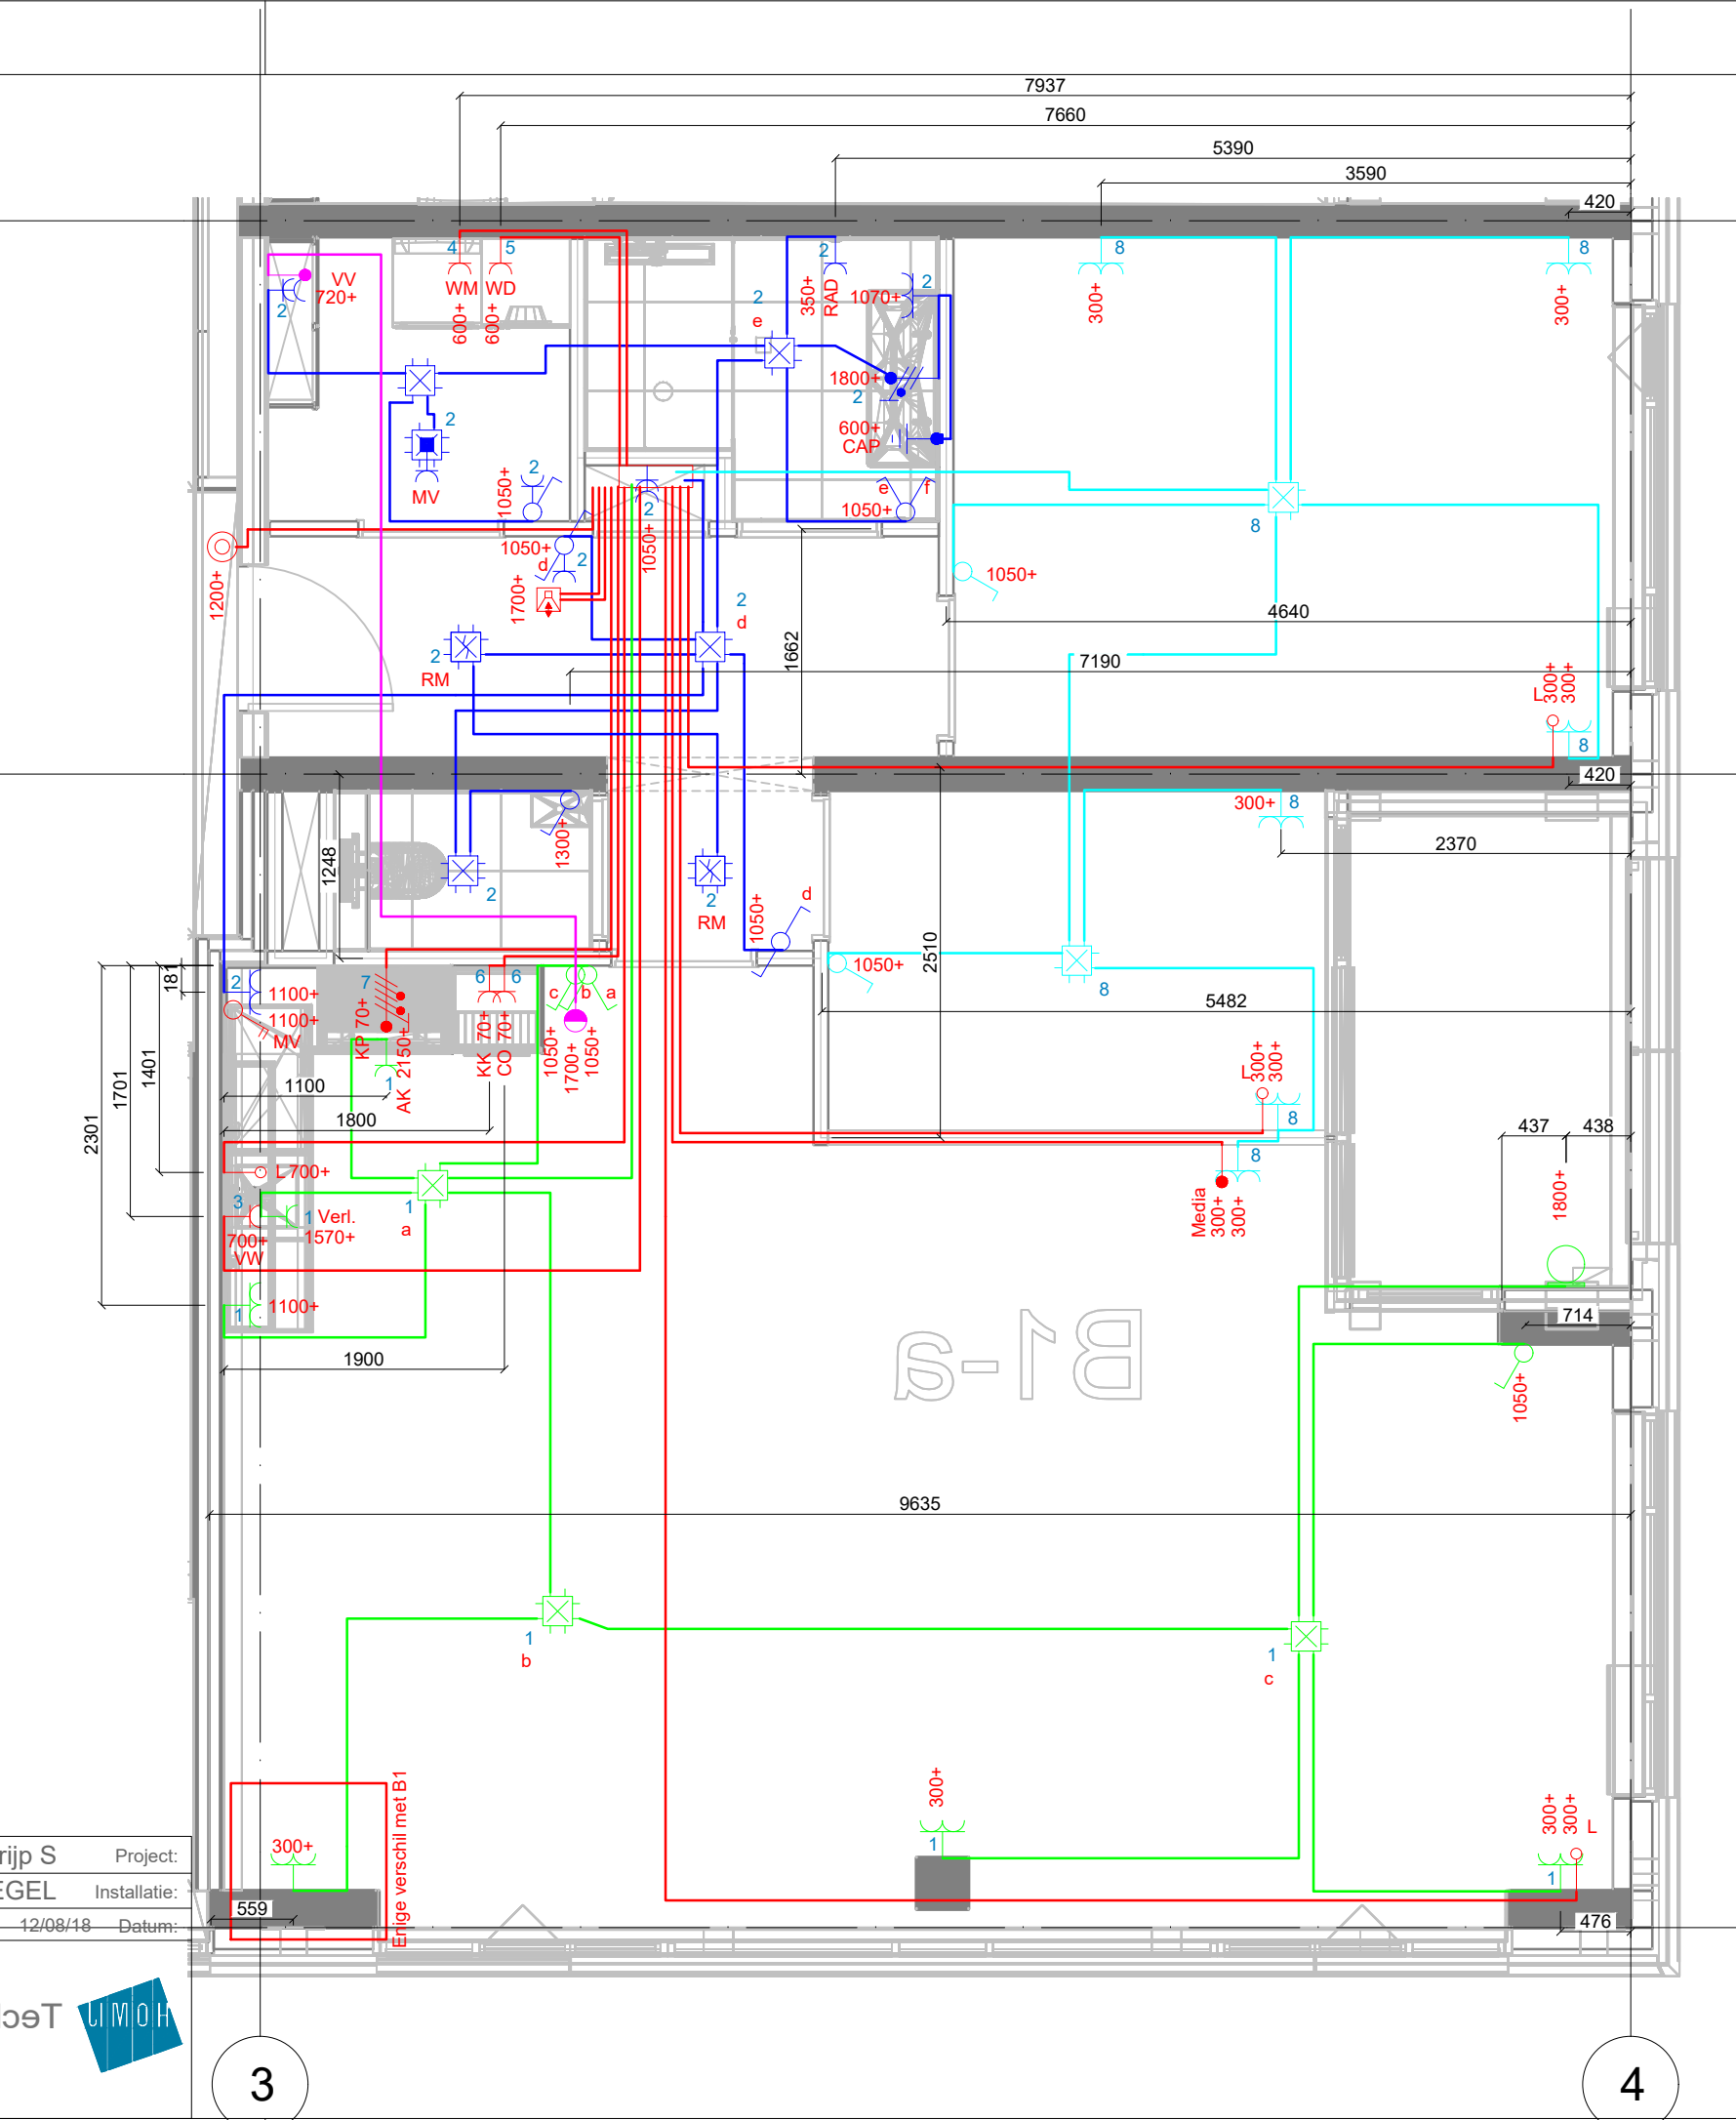 7937
7660
5390
3590
420
4
5
2
2
8
8
VV
720+
2
WM
WD
600+
600+
350+
RAD
1070+
2
e
300+
300+
1800+
2
2
600+
CAP
MV
1050+
2
e
f
1050+
8
1050+
d
2
2
1050+
1200+
1700+
1050+
4640
2
d
1662
7190
2
RM
L
300+
300+
8
420
300+
8
2370
1248
1300+
2
2
RM
1050+
d
2510
1050+
8
181
2
1100+
1100+
MV
7
KP 70+
AK 2150+
6
6
KK 70+
CO 70+
c
b
a
1050+
1700+
1050+
5482
1401
1701
2301
1100
1
1800
L
300+
300+
8
437
438
8
1800+
L 700+
3
1
Verl.
1570+
700+
VW
1
a
Media
300+
300+
1
1100+
714
1900
B1-a
1050+
9635
1
b
1
c
300+
1
300+
300+
L
1
Enige verschil met B1
300+
559
476
rijp S
Project:
EGEL
Installatie:
12/08/18
Datum:
HOMIJ
Tec
3
4